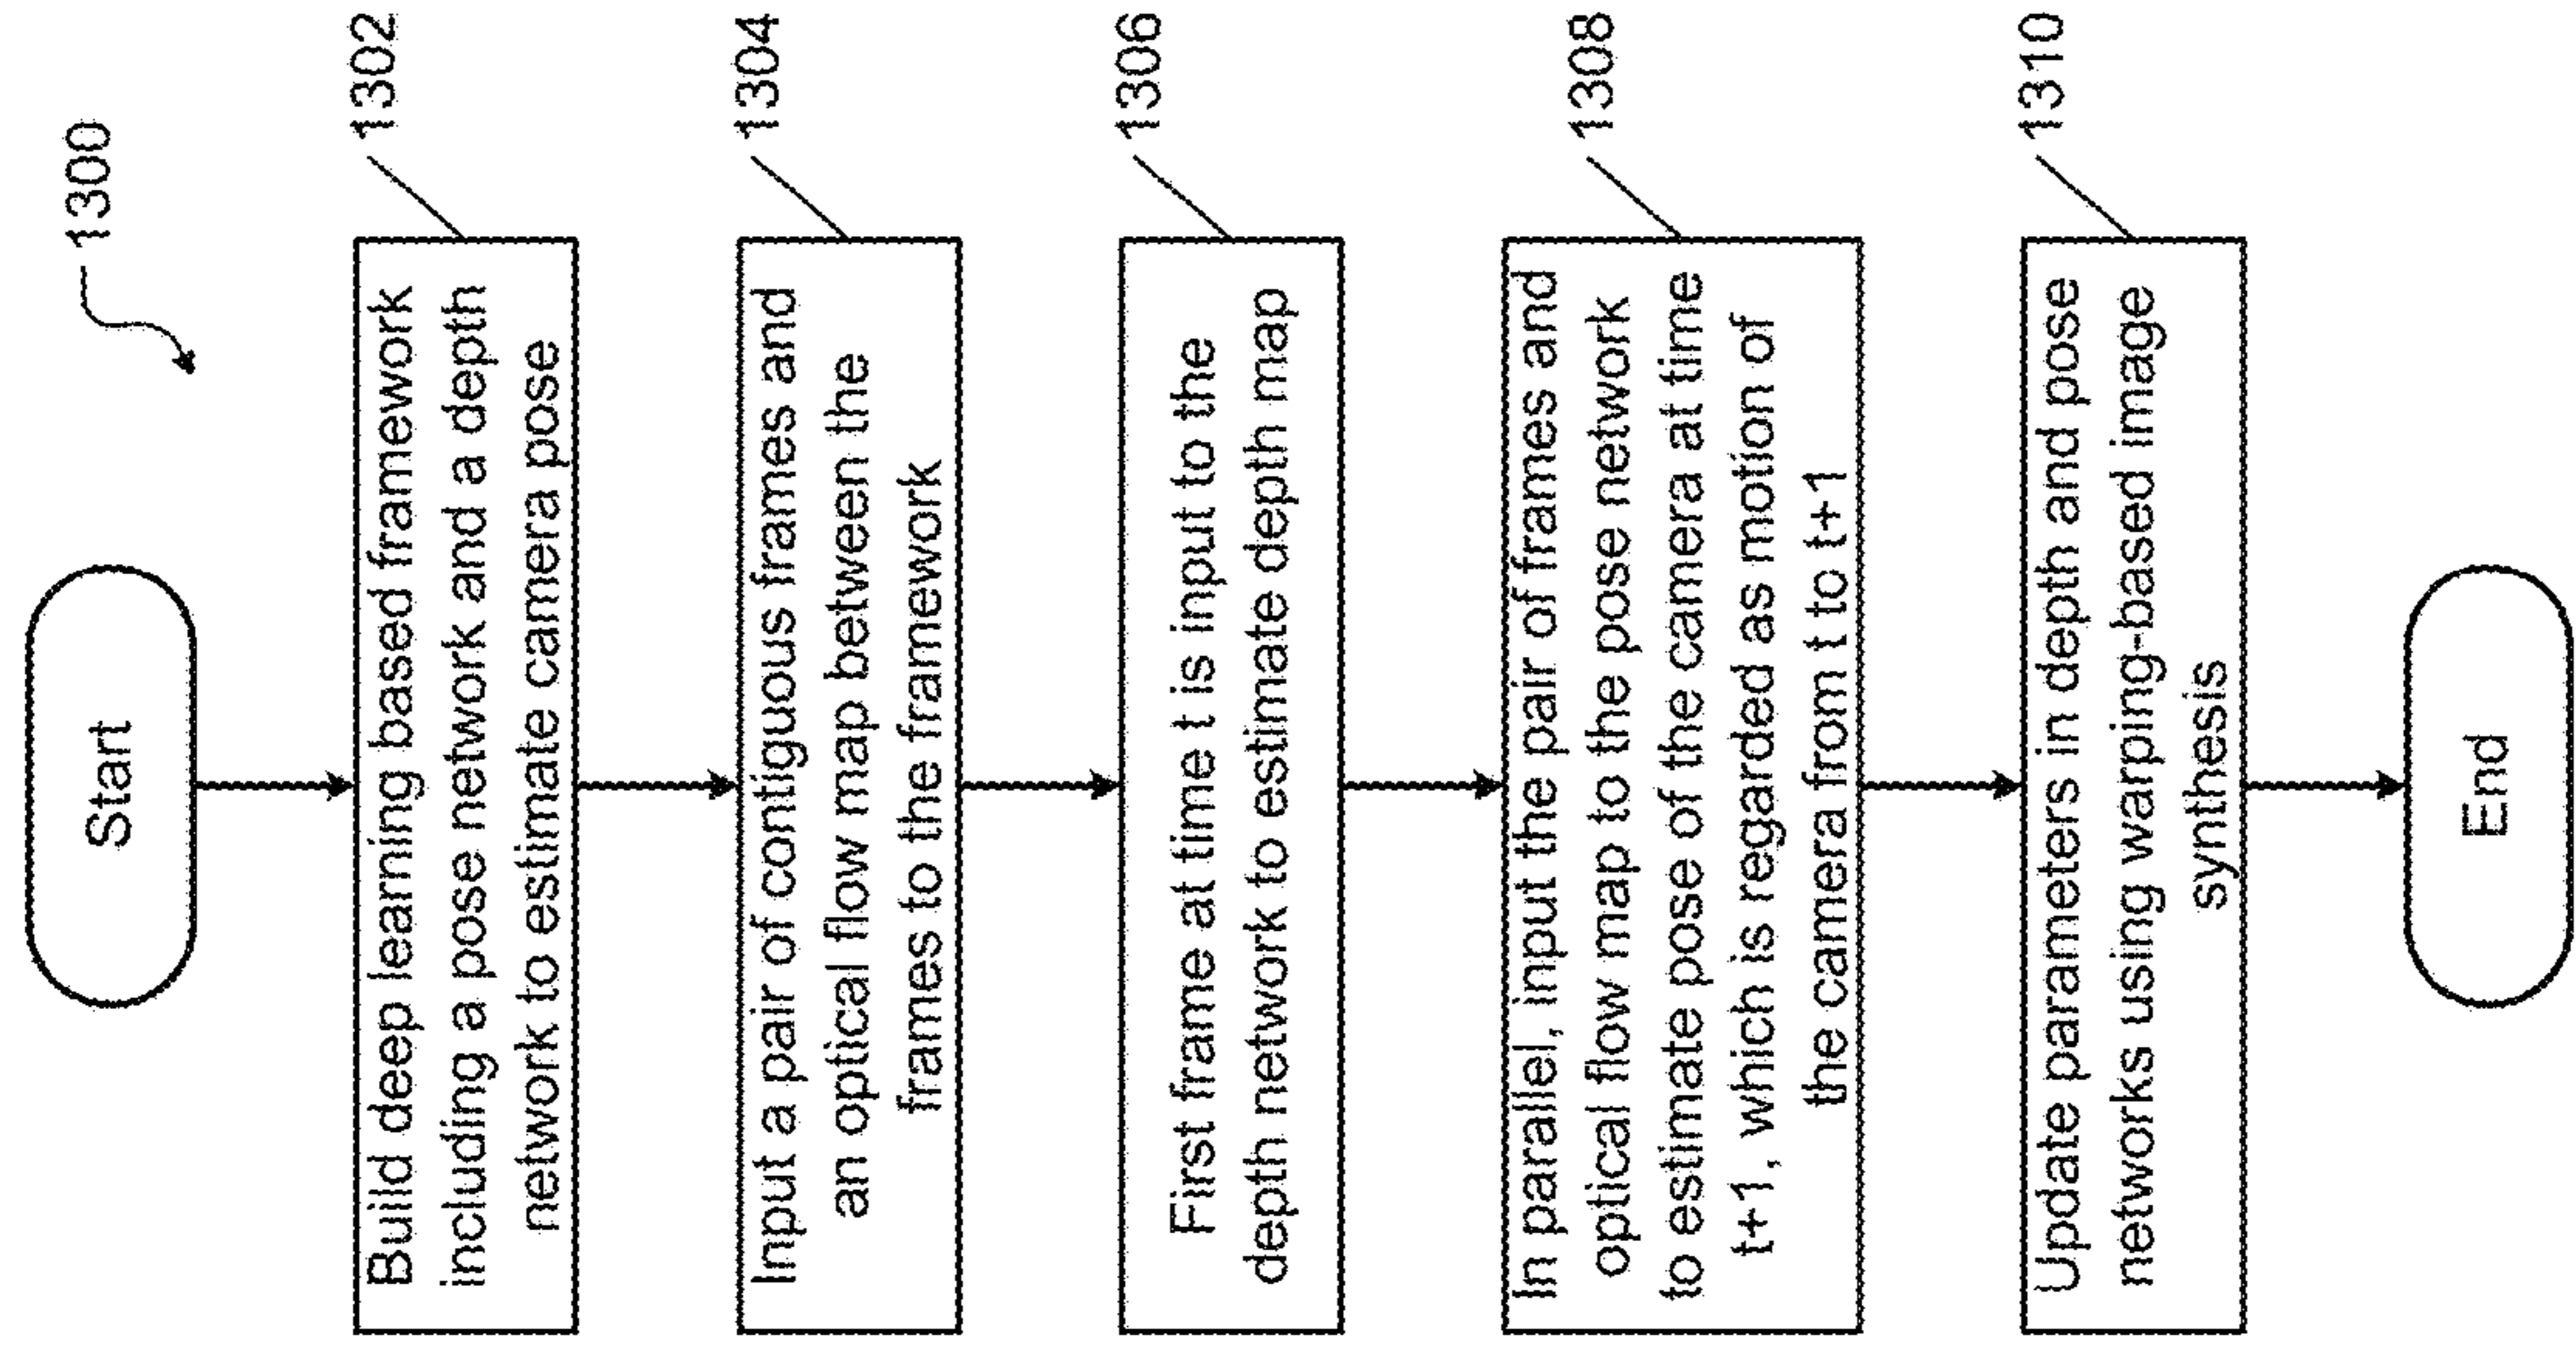 1300
Start
Build deep learning based framework
including a pose network and a depth
network to estimate camera pose
1302
Input a pair of contiguous frames and
an optical flow map between the
frames to the framework
1304
First frame at time t is input to the
depth network to estimate depth map
1306
In parallel, input the pair of frames and
optical flow map to the pose network
to estimate pose of the camera at time
t+1, which is regarded as motion of
the camera from t to t+1
1308
Update parameters in depth and pose
networks using warping-based image
synthesis
1310
End